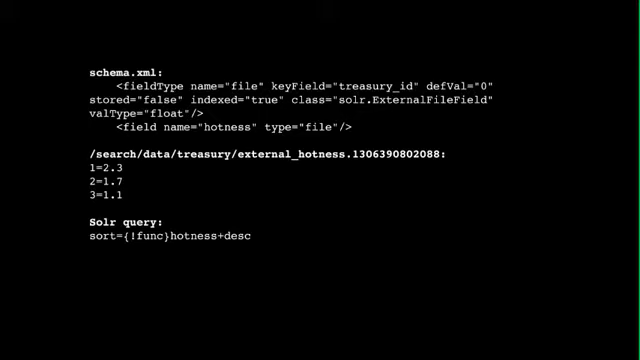 schema.xml:
<fieldType name="file" keyField="treasury_id" defVal="0"
stored="false" indexed="true" class="solr.ExternalFileField"
valType="float"/>
<field name="hotness" type="file"/>
/search/data/treasury/external_hotness.1306390802088:
1=2.3
2=1.7
3=1.1
Solr query:
sort={!func}hotness+desc